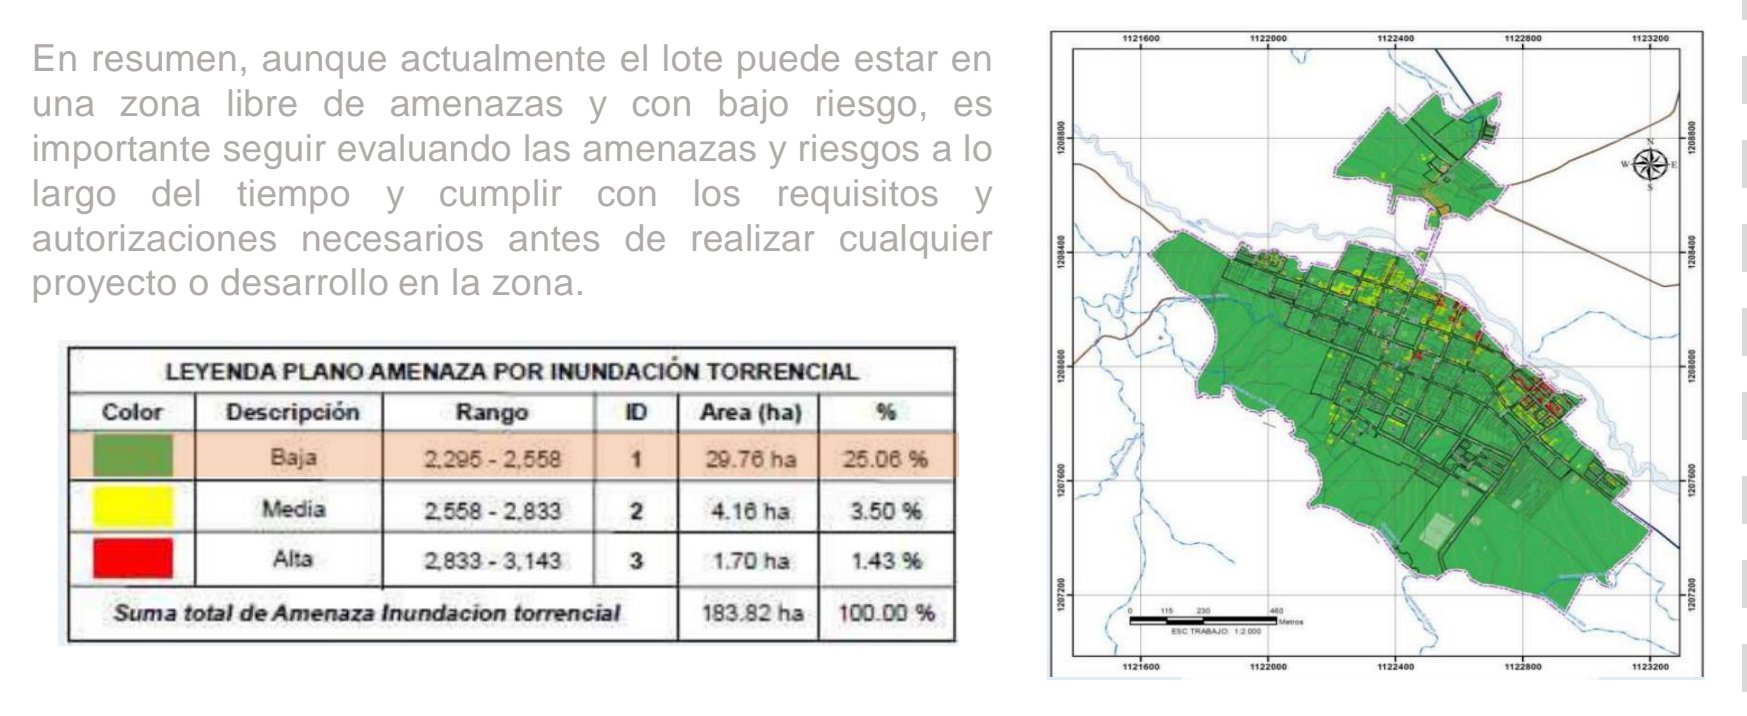 En resumen, aunque actualmente el lote puede estar en
una zona libre de amenazas y con bajo riesgo, es
importante seguir evaluando las amenazas y riesgos a lo
largo del tiempo y cumplir con los requisitos y
autorizaciones necesarios antes de realizar cualquier
proyecto o desarrollo en la zona.
LEYENDA PLANO AMENAZA POR INUNDACIÓN TORRENCIAL
Color Descripción Rango ID Area (ha) %
Baja 2,295 - 2,558 1 29.76 ha 25.06 %
Media 2,558 - 2,833 2 4.16 ha 3.50 %
Alta 2,833 - 3,143 3 1.70 ha 1.43 %
Suma total de Amenaza Inundacion torrencial 183.82 ha 100.00 %
1121600 1122000 1122400 1122800 1123200
1208800 1208800
N
W E
S
1208400 1208400
1208000 1208000
1207600 1207600
1207200 1207200
0 115 230 460
Metros
ESC TRABAJO: 1:2.000
1121600 1122000 1122400 1122800 1123200